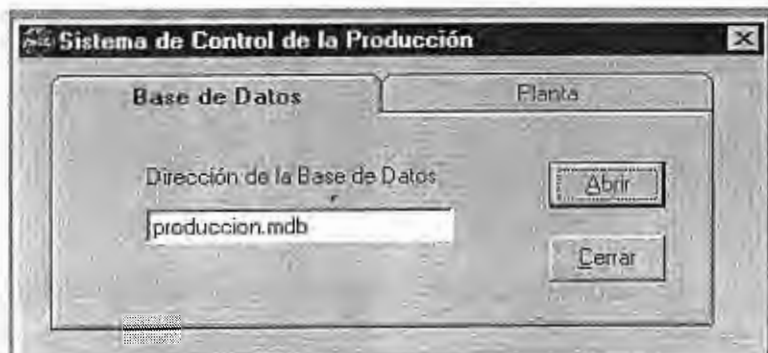 Sistema de Control de la Producción
Base de Datos
Planta
Dirección de la Base de Datos
Abrir
produccion.mdb
Cerrar